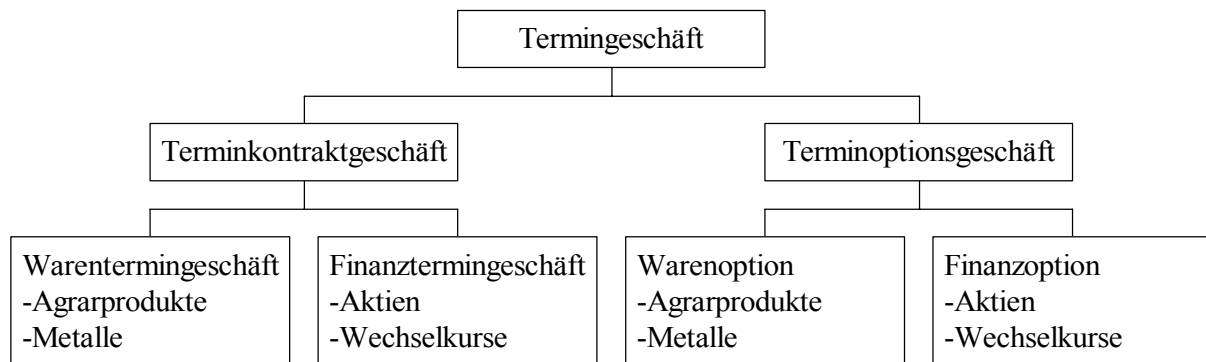 Termingeschäft
Terminkontraktgeschäft
Terminoptionsgeschäft
Warentermingeschäft
-Agrarprodukte
-Metalle
Finanztermingeschäft
-Aktien
-Wechselkurse
Warenoption
-Agrarprodukte
-Metalle
Finanzoption
-Aktien
-Wechselkurse